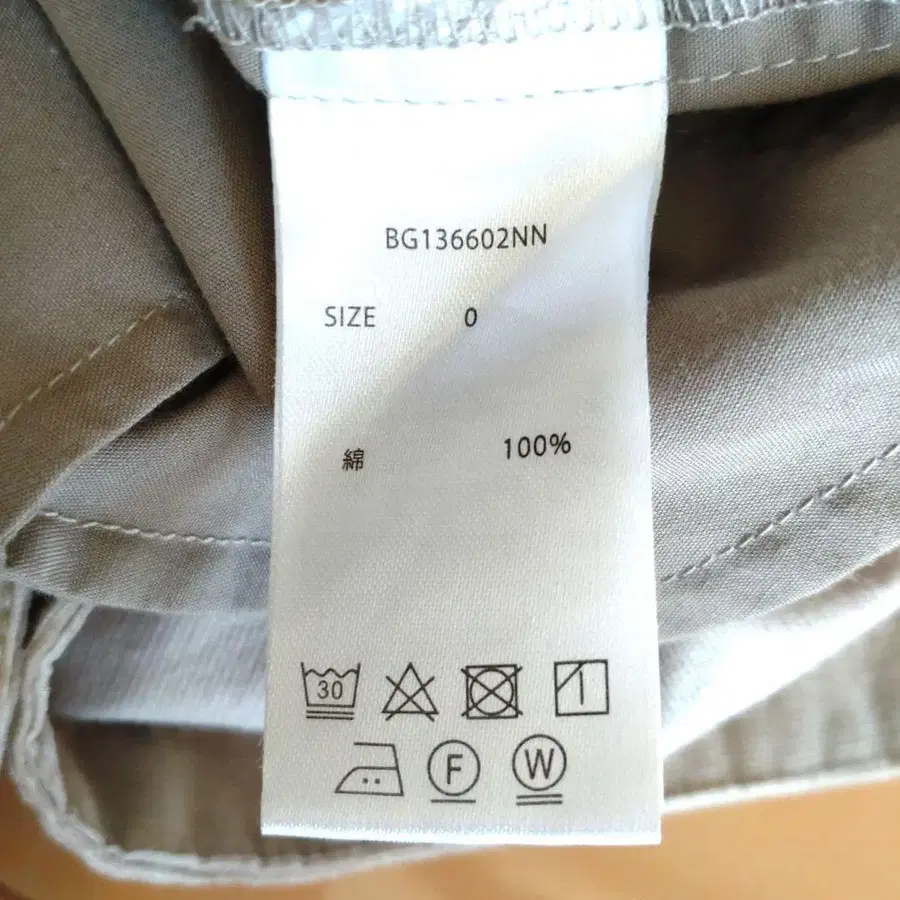 BG136602NN
SIZE 0
綿 100%
30
F W